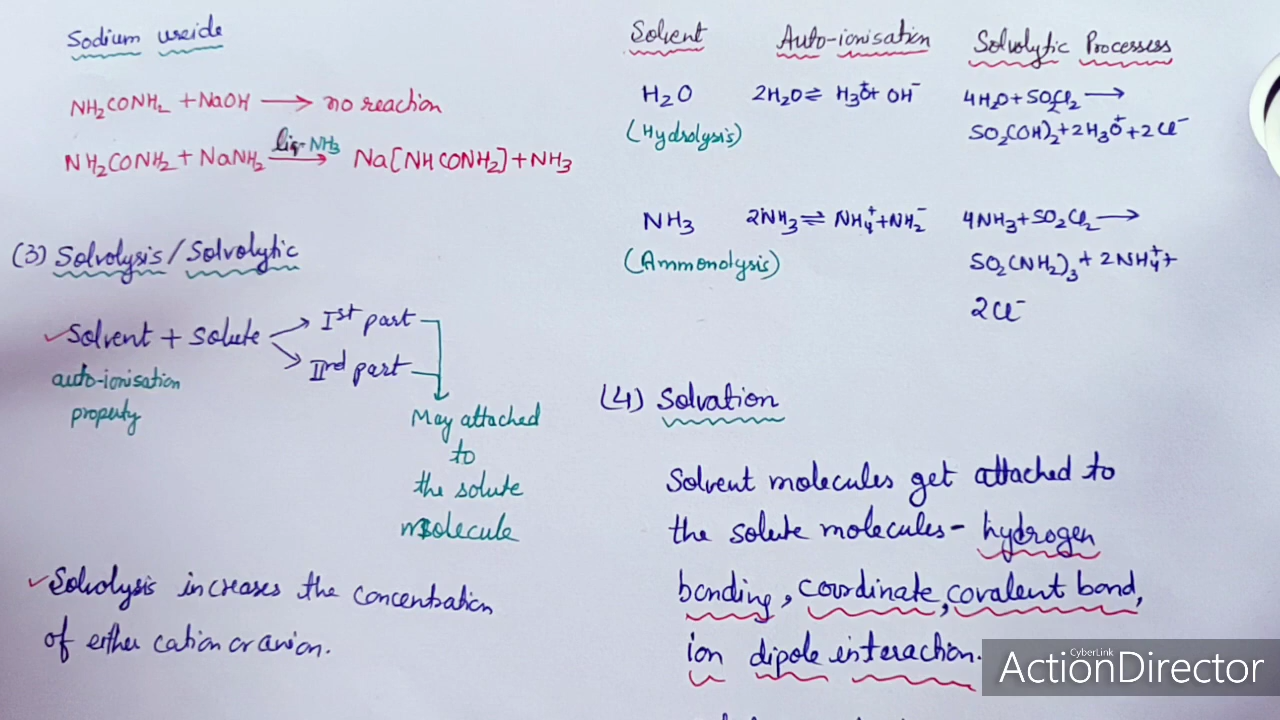 Sodium ureide
NH₂CONH₂ + NaOH ⟶ no reaction
NH₂CONH₂ + NaNH₂ —liq. NH₃→ Na[NHCONH₂] + NH₃
(3) Solvolysis / Solvolytic
✓Solvent + solute
auto-ionisation
property
Iˢᵗ part
IIⁿᵈ part
May attached
to
the solute
molecule
✓Solvolysis increases the concentration
of either cation or anion.
Solvent Auto-ionisation Solvolytic Processess
H₂O 2H₂O ⇌ H₃O⁺ + OH⁻ 4H₂O + SO₂Cl₂ ⟶
(Hydrolysis) SO₂(OH)₂ + 2H₃O⁺ + 2Cl⁻
NH₃ 2NH₃ ⇌ NH₄⁺ + NH₂⁻ 4NH₃ + SO₂Cl₂ ⟶
(Ammonolysis) SO₂(NH₂)₃ + 2NH₄⁺ +
2Cl⁻
(4) Solvation
Solvent molecules get attached to
the solute molecules - hydrogen
bonding, coordinate, covalent bond,
ion dipole interaction.
CyberLink
ActionDirector